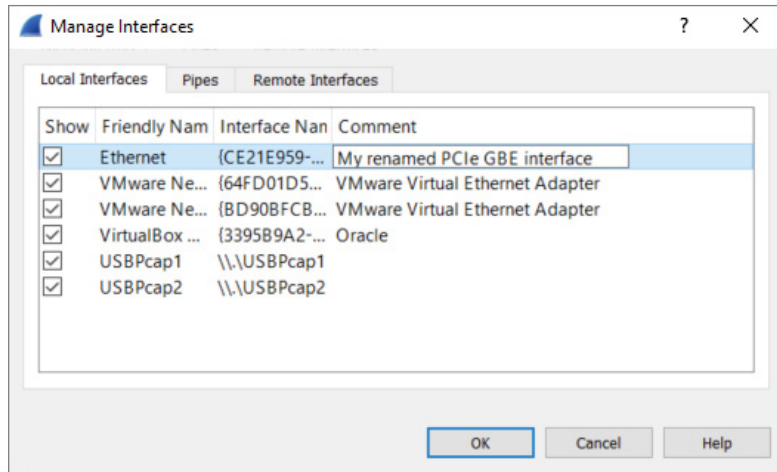 Manage Interfaces ? X
Local Interfaces Pipes Remote Interfaces
Show Friendly Nam Interface Nan Comment
Ethernet {CE21E959-... My renamed PCIe GBE interface
VMware Ne... {64FD01D5... VMware Virtual Ethernet Adapter
VMware Ne... {BD90BFCB... VMware Virtual Ethernet Adapter
VirtualBox ... {3395B9A2-... Oracle
USBPcap1 \\.\USBPcap1
USBPcap2 \\.\USBPcap2
OK Cancel Help